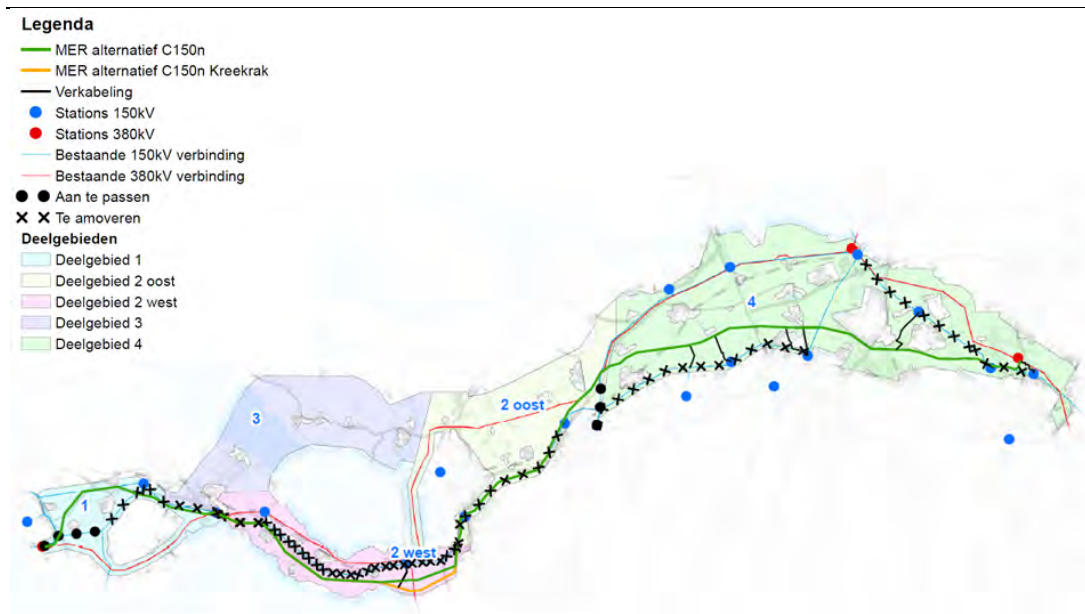 Legenda
MER alternatief C150n
MER alternatief C150n Kreekrak
Verkabeling
Stations 150kV
Stations 380kV
Bestaande 150kV verbinding
Bestaande 380kV verbinding
Aan te passen
Te amoveren
Deelgebieden
Deelgebied 1
Deelgebied 2 oost
Deelgebied 2 west
Deelgebied 3
Deelgebied 4
4
2 oost
3
1
2 west